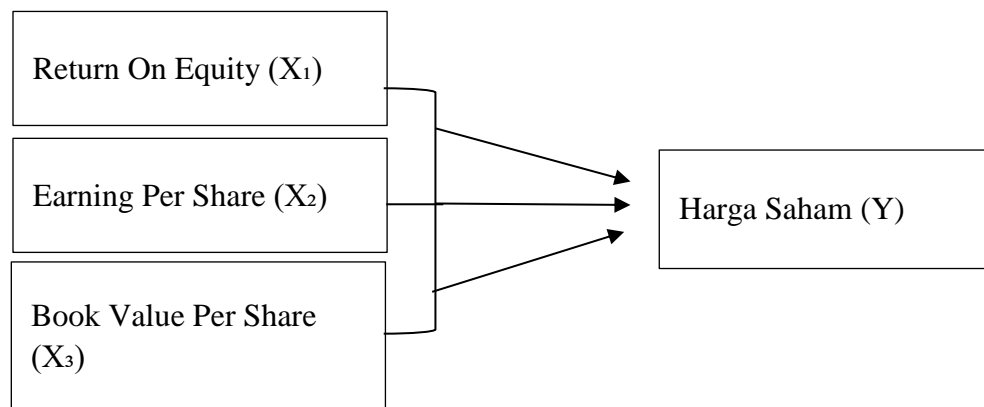 Return On Equity (X₁)
Earning Per Share (X₂)
Harga Saham (Y)
Book Value Per Share
(X₃)